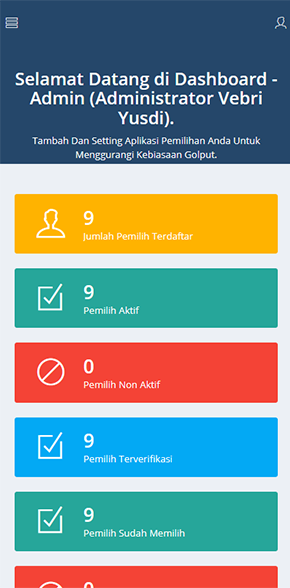 Selamat Datang di Dashboard -
Admin (Administrator Vebri
Yusdi).
Tambah Dan Setting Aplikasi Pemilihan Anda Untuk
Menggurangi Kebiasaan Golput.
9
Jumlah Pemilih Terdaftar
9
Pemilih Aktif
0
Pemilih Non Aktif
9
Pemilih Terverifikasi
9
Pemilih Sudah Memilih